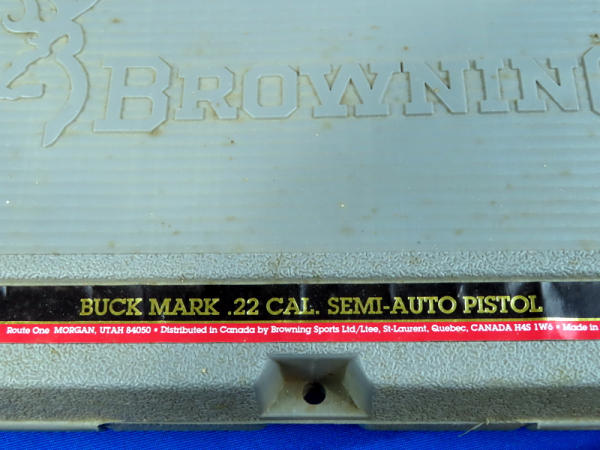 BROWNING
BUCK MARK .22 CAL. SEMI-AUTO PISTOL
Route One MORGAN, UTAH 84050 • Distributed in Canada by Browning Sports Ltd/Ltee, St-Laurent, Quebec, CANADA H4S 1W6 • Made in